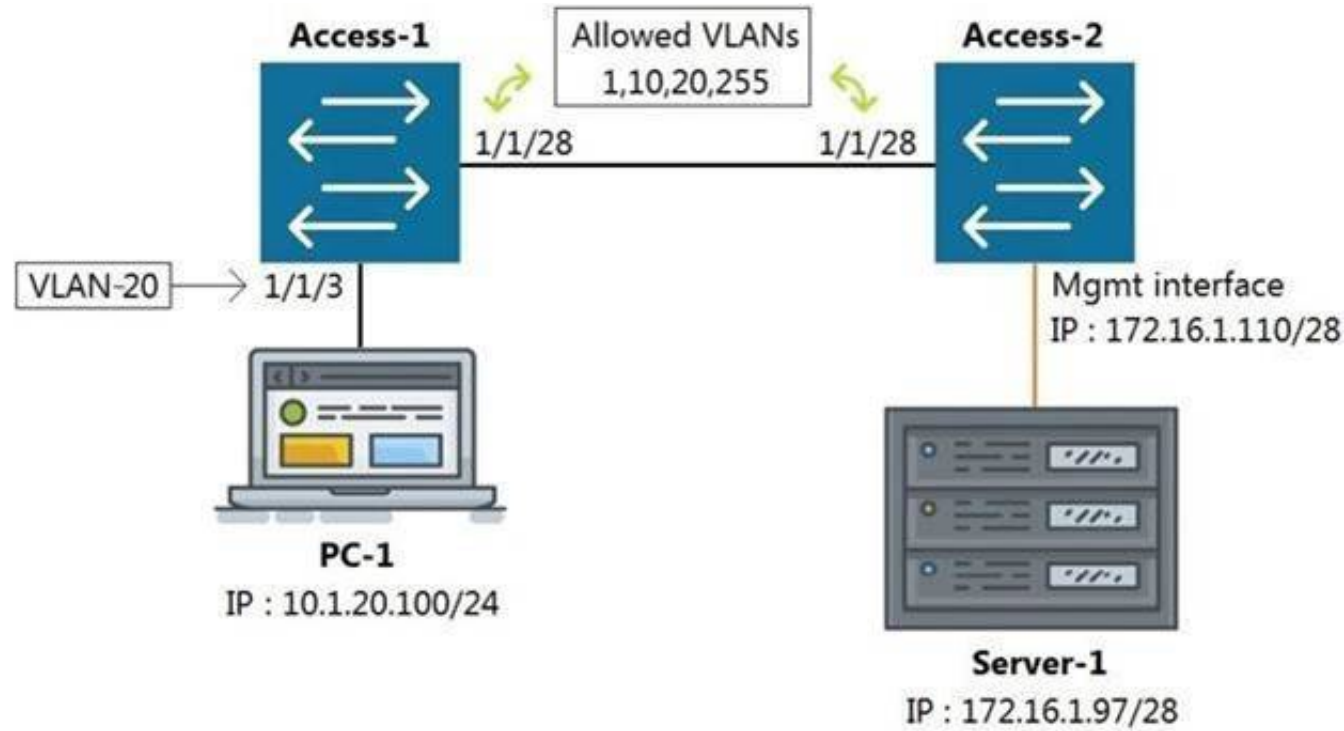 Access-1
Allowed VLANs
1,10,20,255
Access-2
1/1/28
1/1/28
VLAN-20
1/1/3
Mgmt interface
IP : 172.16.1.110/28
PC-1
IP : 10.1.20.100/24
Server-1
IP : 172.16.1.97/28